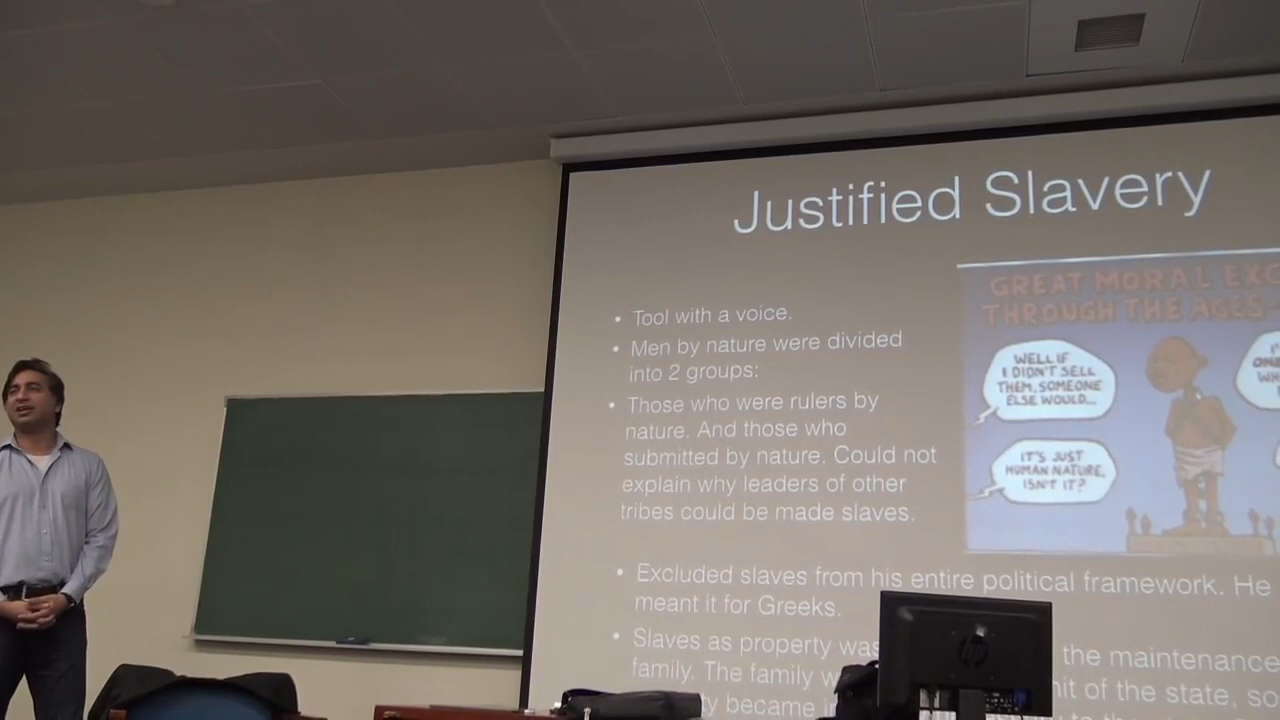 Justified Slavery
• Tool with a voice.
• Men by nature were divided
into 2 groups:
• Those who were rulers by
nature. And those who
submitted by nature. Could not
explain why leaders of other
tribes could be made slaves.
GREAT MORAL
THROUGH THE AGES-
WELL IF
I DIDN'T SELL
THEM, SOMEONE
ELSE WOULD...
IT'S JUST
HUMAN NATURE,
ISN'T IT?
• Excluded slaves from his entire political framework. He
meant it for Greeks.
• Slaves as property was the maintenance
family. The family of the state, so
became
hp